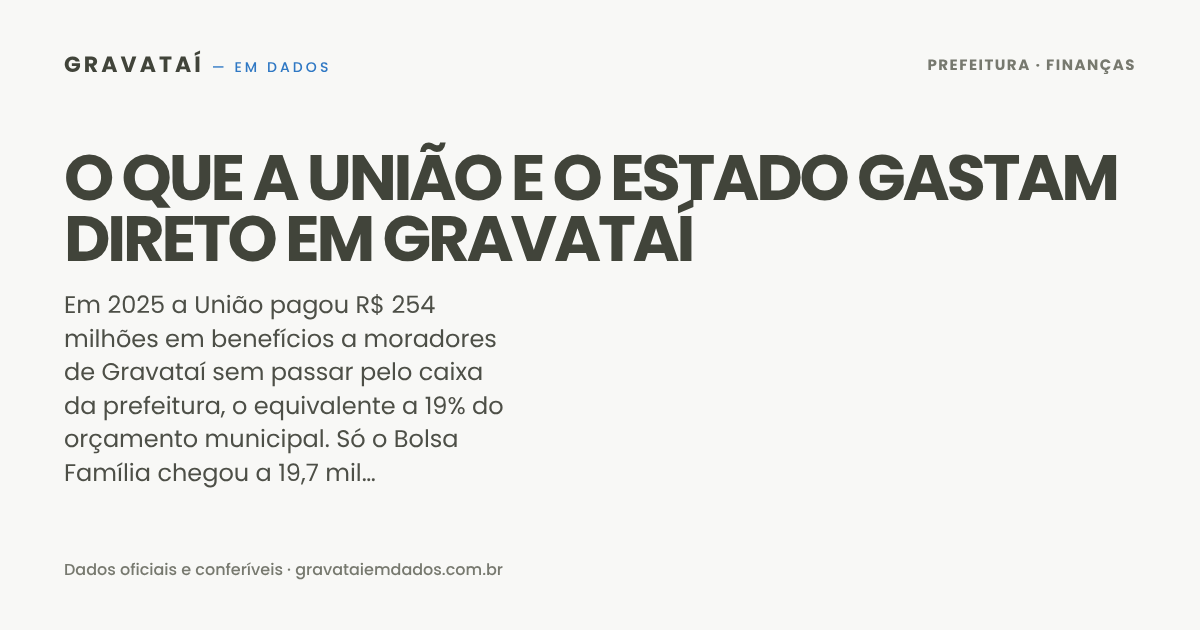 GRAVATAÍ — EM DADOS
PREFEITURA · FINANÇAS
O QUE A UNIÃO E O ESTADO GASTAM
DIRETO EM GRAVATAÍ
Em 2025 a União pagou R$ 254
milhões em benefícios a moradores
de Gravataí sem passar pelo caixa
da prefeitura, o equivalente a 19% do
orçamento municipal. Só o Bolsa
Família chegou a 19,7 mil…
Dados oficiais e conferíveis · gravataiemdados.com.br